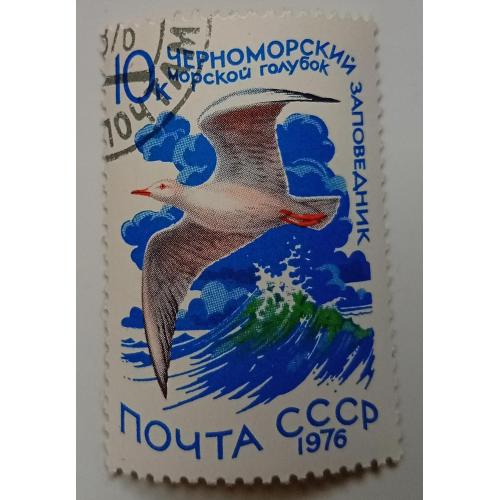 10к
ЧЕРНОМОРСКИЙ
морской голубок
ЗАПОВЕДНИК
ПОЧТА СССР
1976